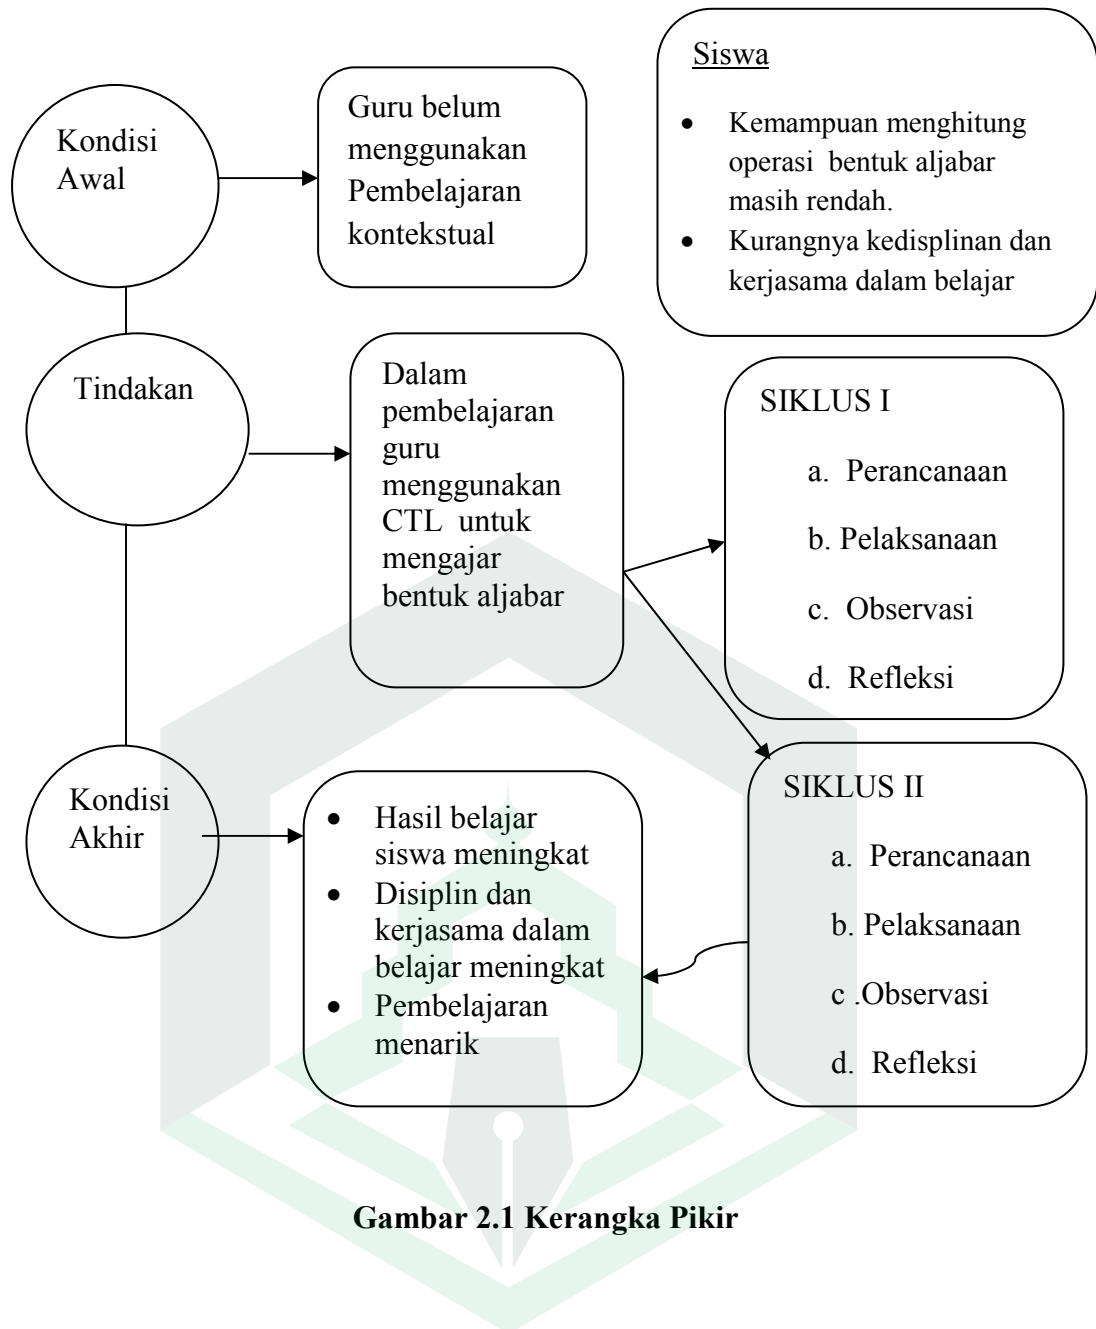 Kondisi
Awal
Guru belum
menggunakan
Pembelajaran
kontekstual
Siswa
• Kemampuan menghitung
operasi bentuk aljabar
masih rendah.
• Kurangnya kedisplinan dan
kerjasama dalam belajar
Tindakan
Dalam
pembelajaran
guru
menggunakan
CTL untuk
mengajar
bentuk aljabar
SIKLUS I
a. Perancanaan
b. Pelaksanaan
c. Observasi
d. Refleksi
Kondisi
Akhir
• Hasil belajar
siswa meningkat
• Disiplin dan
kerjasama dalam
belajar meningkat
• Pembelajaran
menarik
SIKLUS II
a. Perancanaan
b. Pelaksanaan
c .Observasi
d. Refleksi
Gambar 2.1 Kerangka Pikir